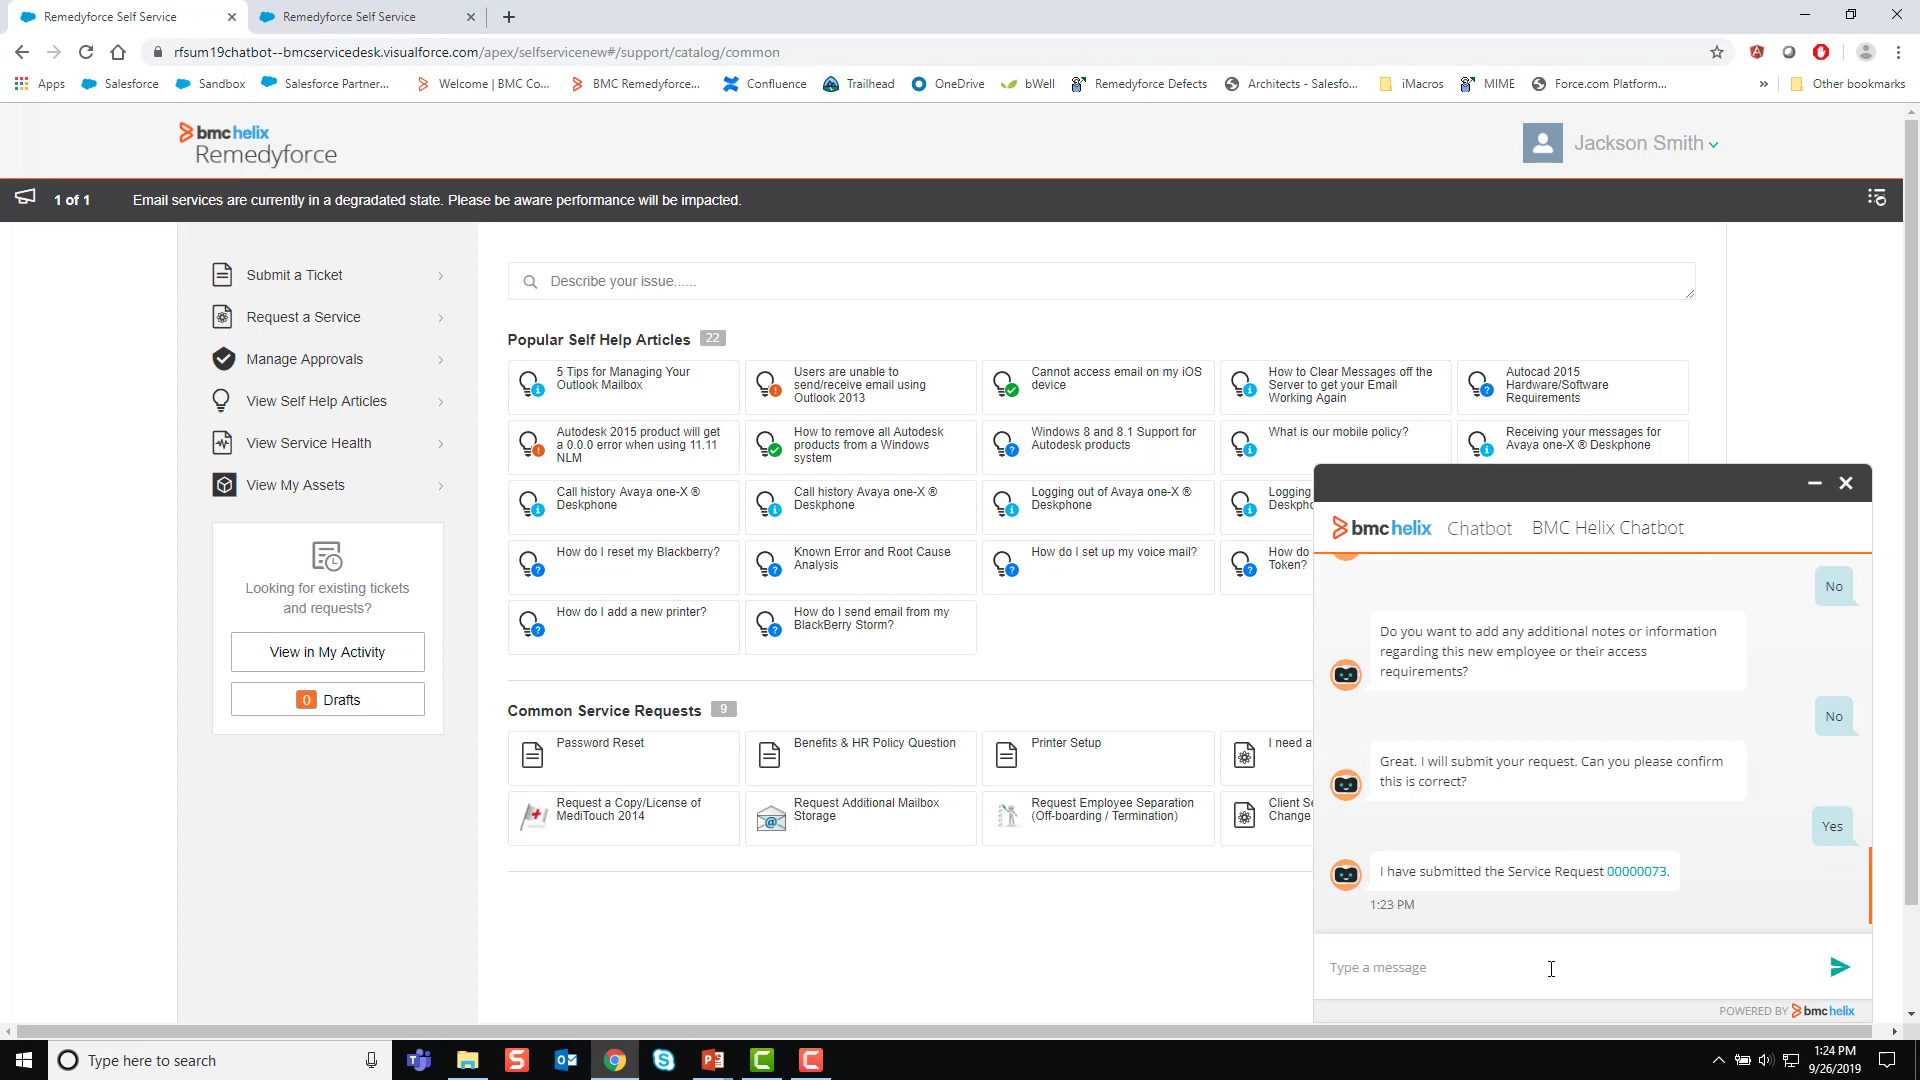 Remedyforce Self Service
Remedyforce Self Service
rfsum19chatbot--bmcservicedesk.visualforce.com/apex/selfservicenew#/support/catalog/common
Apps
Salesforce
Sandbox
Salesforce Partner...
Welcome | BMC Co...
BMC Remedyforce...
Confluence
Trailhead
OneDrive
bWell
Remedyforce Defects
Architects - Salesfo...
iMacros
MIME
Force.com Platform...
»
Other bookmarks
bmchelix
Remedyforce
Jackson Smith
1 of 1
Email services are currently in a degradated state. Please be aware performance will be impacted.
Submit a Ticket
Request a Service
Manage Approvals
View Self Help Articles
View Service Health
View My Assets
Looking for existing tickets
and requests?
View in My Activity
0 Drafts
Describe your issue......
Popular Self Help Articles 22
5 Tips for Managing Your
Outlook Mailbox
Users are unable to
send/receive email using
Outlook 2013
Cannot access email on my iOS
device
How to Clear Messages off the
Server to get your Email
Working Again
Autocad 2015
Hardware/Software
Requirements
Autodesk 2015 product will get
a 0.0.0 error when using 11.11
NLM
How to remove all Autodesk
products from a Windows
system
Windows 8 and 8.1 Support for
Autodesk products
What is our mobile policy?
Receiving your messages for
Avaya one-X ® Deskphone
Call history Avaya one-X ®
Deskphone
Call history Avaya one-X ®
Deskphone
Logging out of Avaya one-X ®
Deskphone
Logging
Deskpho
How do I reset my Blackberry?
Known Error and Root Cause
Analysis
How do I set up my voice mail?
How do
Token?
How do I add a new printer?
How do I send email from my
BlackBerry Storm?
Common Service Requests 9
Password Reset
Benefits & HR Policy Question
Printer Setup
I need a
Request a Copy/License of
MediTouch 2014
Request Additional Mailbox
Storage
Request Employee Separation
(Off-boarding / Termination)
Client Se
Change
bmchelix Chatbot BMC Helix Chatbot
No
Do you want to add any additional notes or information
regarding this new employee or their access
requirements?
No
Great. I will submit your request. Can you please confirm
this is correct?
Yes
I have submitted the Service Request 00000073.
1:23 PM
Type a message
POWERED BY bmchelix
Type here to search
1:24 PM
9/26/2019